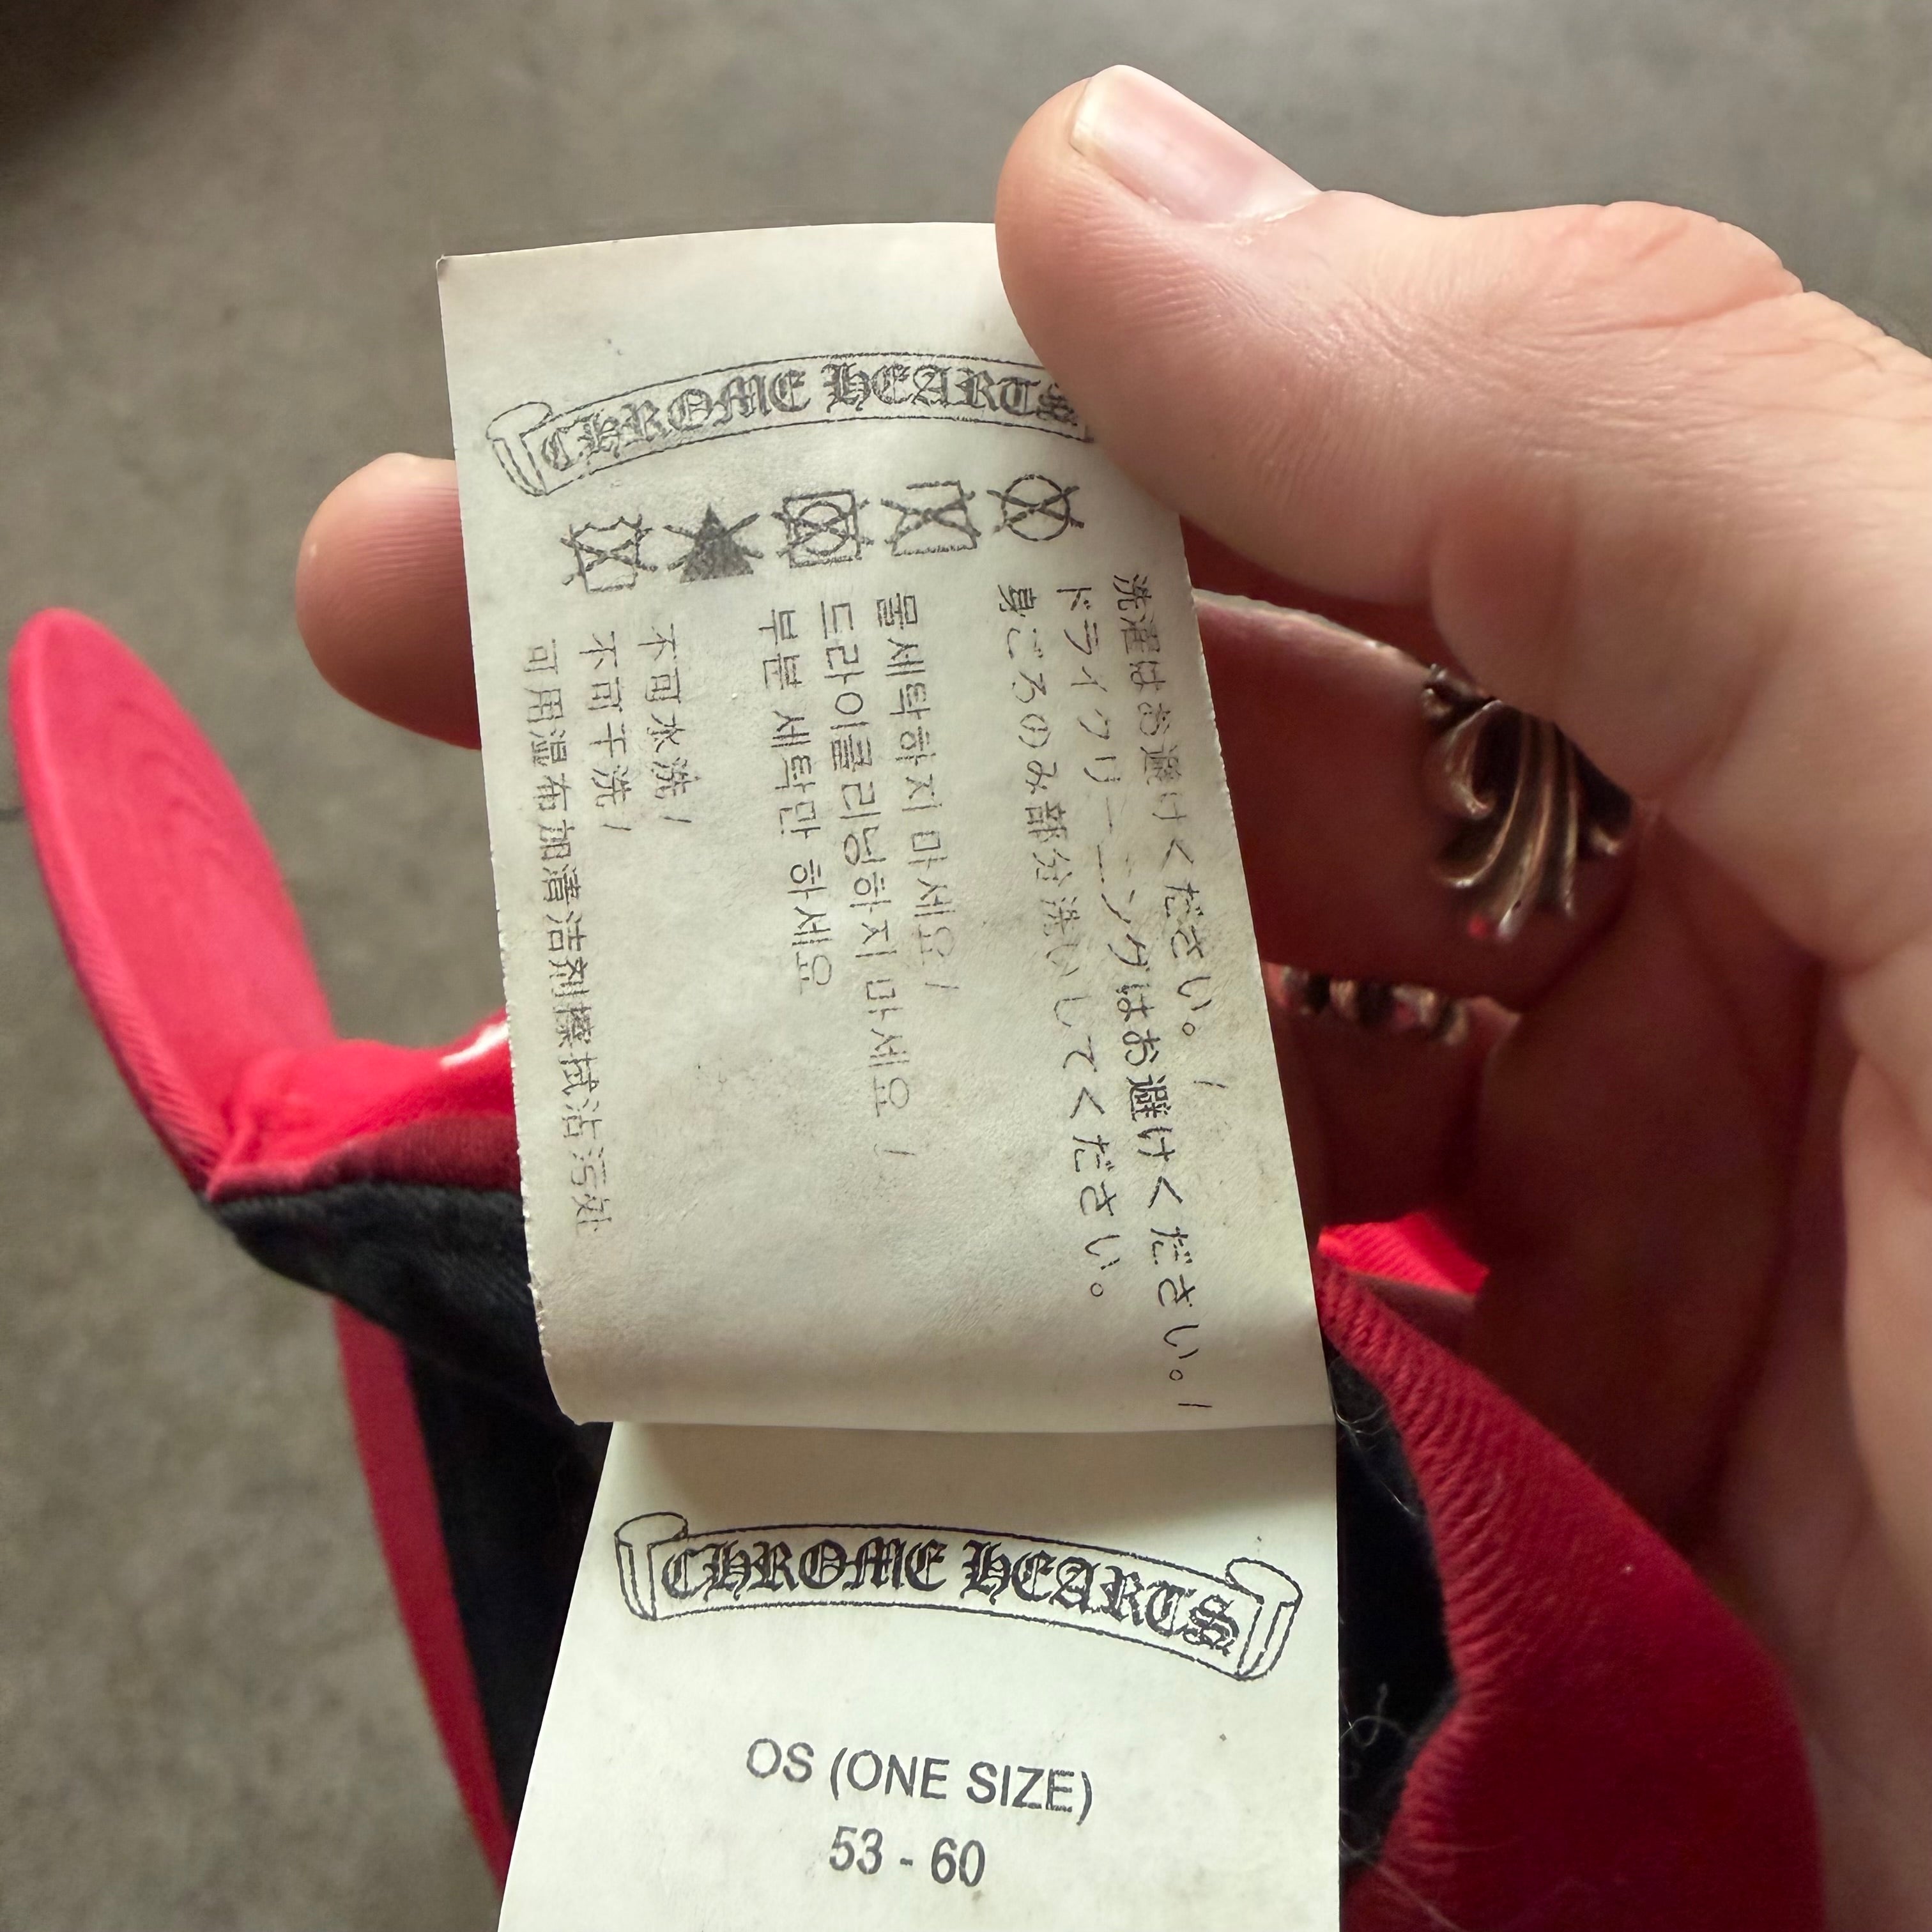 CHROME HEARTS
洗濯はお避けください。/
ドライクリーニングはお避けください。/
身ごろのみ部分洗いしてください。
물세탁하지 마세요 /
드라이클리닝하지 마세요 /
부분 세탁만 하세요
不可水洗 /
不可干洗 /
可用湿布加清洁剂擦拭沾污处
CHROME HEARTS
OS (ONE SIZE)
53 - 60